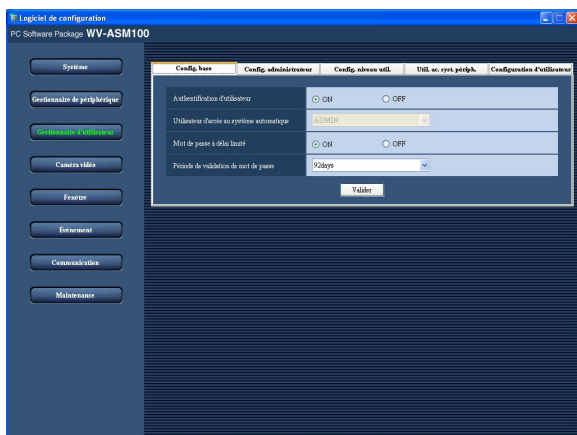 Logiciel de configuration
PC Software Package WV-ASM100
Système
Gestionnaire de périphérique
Gestionnaire d'utilisateur
Caméra vidéo
Fenêtre
Événement
Communication
Maintenance
Config. base
Config. administrateur
Config. niveau util.
Util. ac. syst. périph.
Configuration d'utilisateur
Authentification d'utilisateur
ON
OFF
Utilisateur d'accès au système automatique
ADMIN
Mot de passe à délai limité
ON
OFF
Période de validation de mot de passe
92days
Valider